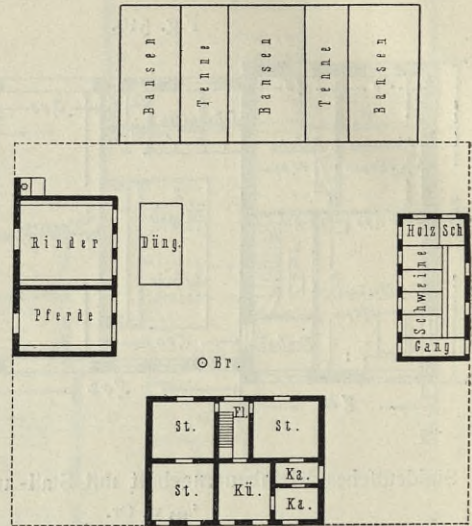 Bansen
Tenne
Bansen
Tenne
Bansen
Rinder
Düng.
Holz Sch
Schweine
Pferde
Gang
Br.
St.
Fl.
St.
St.
Kü.
Ka.
Ka.